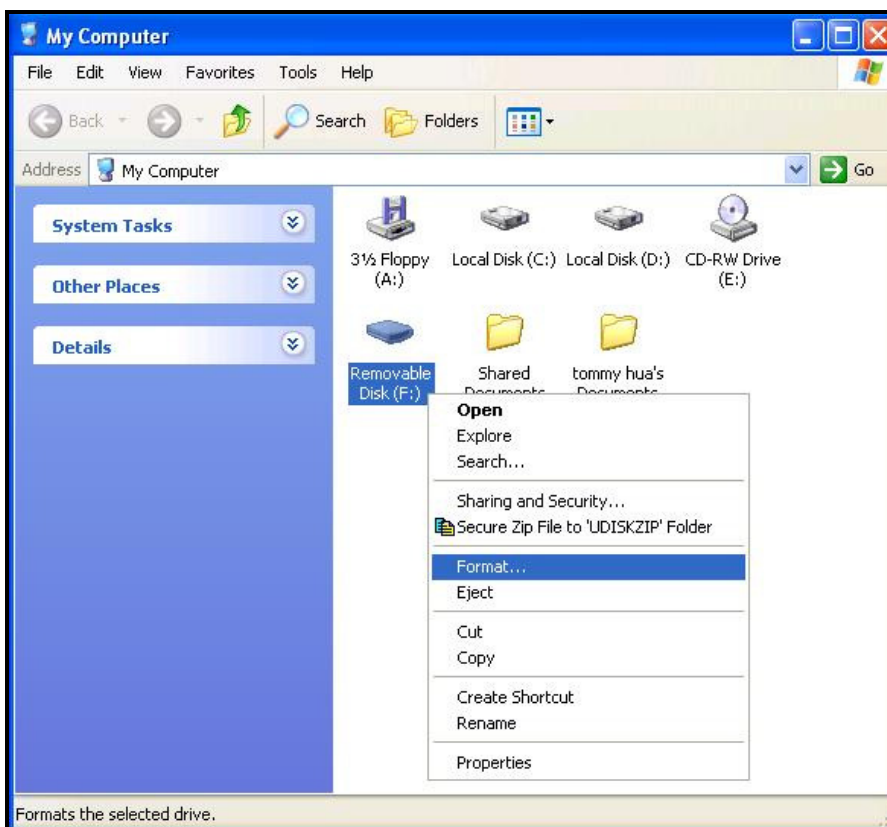 My Computer
File Edit View Favorites Tools Help
Back Search Folders
Address My Computer Go
System Tasks
Other Places
Details
3½ Floppy
(A:)
Local Disk (C:)
Local Disk (D:)
CD-RW Drive
(E:)
Removable
Disk (F:)
Shared
Documents
tommy hua's
Documents
Open
Explore
Search...
Sharing and Security...
Secure Zip File to 'UDISKZIP' Folder
Format...
Eject
Cut
Copy
Create Shortcut
Rename
Properties
Formats the selected drive.